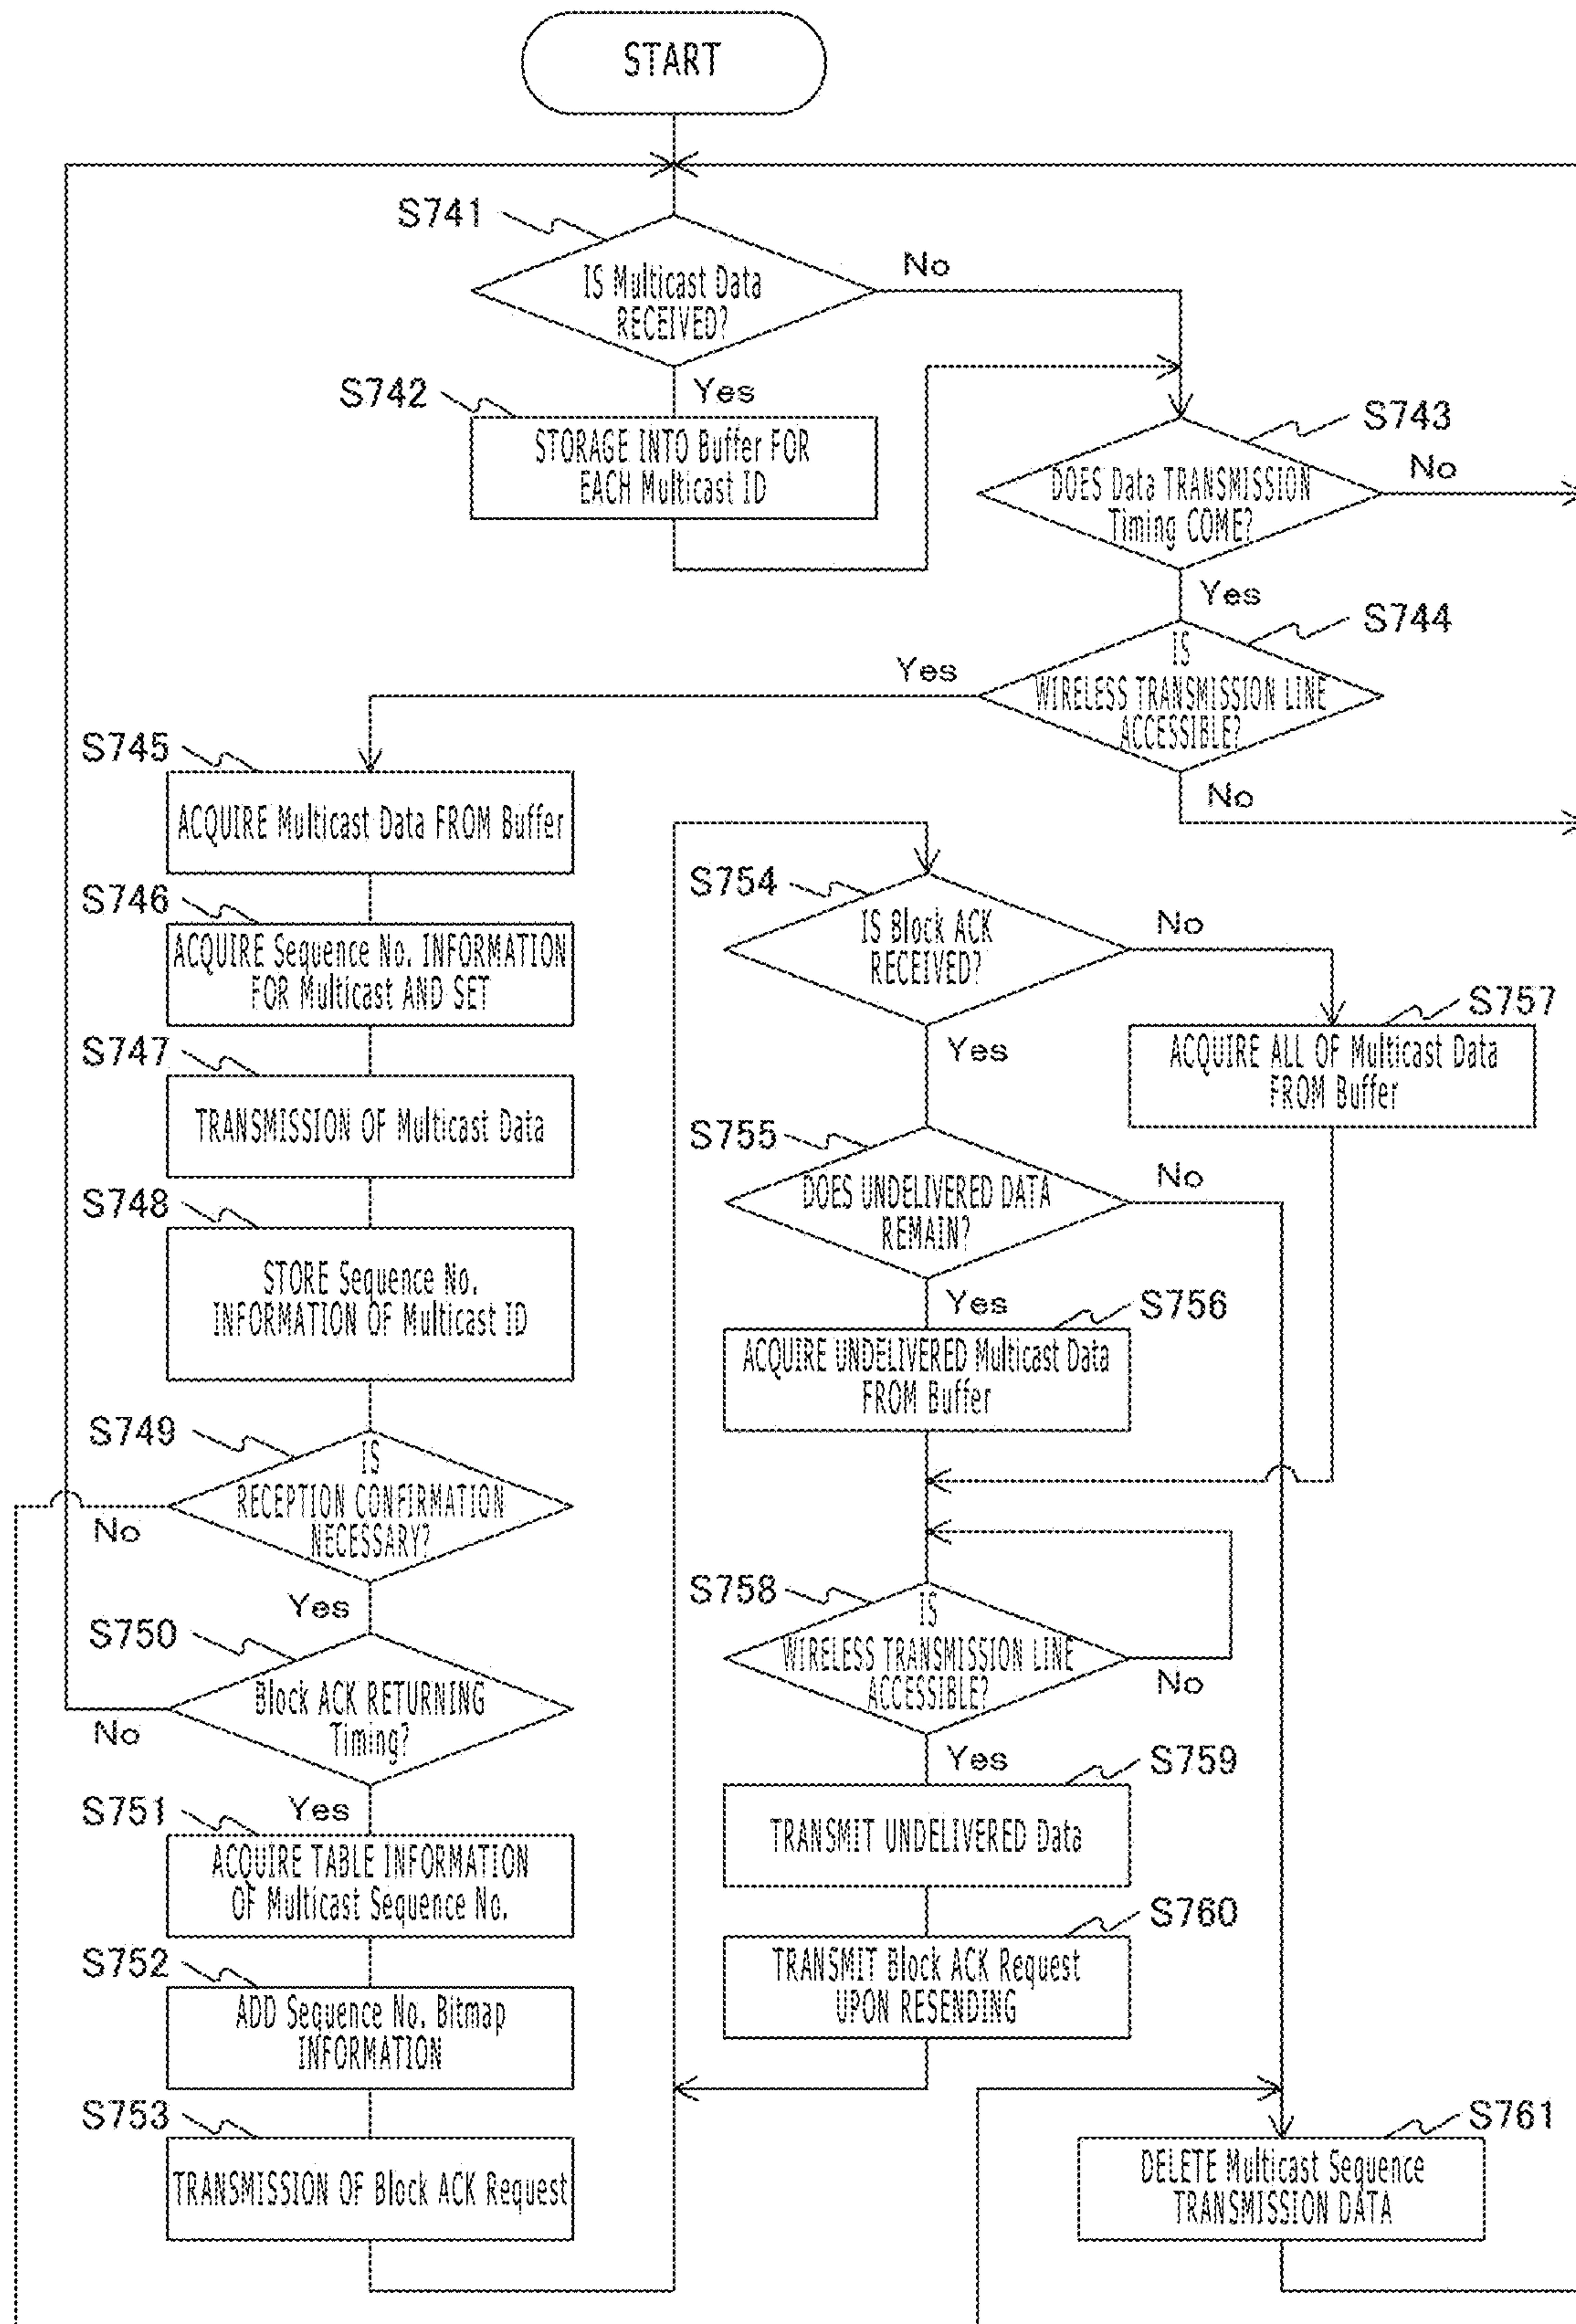 START
S741
IS Multicast Data
RECEIVED?
No
Yes
S742
STORAGE INTO Buffer FOR
EACH Multicast ID
S743
DOES Data TRANSMISSION
Timing COME?
No
Yes
S744
IS
WIRELESS TRANSMISSION LINE
ACCESSIBLE?
Yes
No
S745
ACQUIRE Multicast Data FROM Buffer
S746
ACQUIRE Sequence No. INFORMATION
FOR Multicast AND SET
S747
TRANSMISSION OF Multicast Data
S748
STORE Sequence No.
INFORMATION OF Multicast ID
S749
IS
RECEPTION CONFIRMATION
NECESSARY?
No
Yes
S750
Block ACK RETURNING
Timing?
No
Yes
S751
ACQUIRE TABLE INFORMATION
OF Multicast Sequence No.
S752
ADD Sequence No. Bitmap
INFORMATION
S753
TRANSMISSION OF Block ACK Request
S754
IS Block ACK
RECEIVED?
No
Yes
S757
ACQUIRE ALL OF Multicast Data
FROM Buffer
S755
DOES UNDELIVERED DATA
REMAIN?
No
Yes
S756
ACQUIRE UNDELIVERED Multicast Data
FROM Buffer
S758
IS
WIRELESS TRANSMISSION LINE
ACCESSIBLE?
No
Yes
S759
TRANSMIT UNDELIVERED Data
S760
TRANSMIT Block ACK Request
UPON RESENDING
S761
DELETE Multicast Sequence
TRANSMISSION DATA